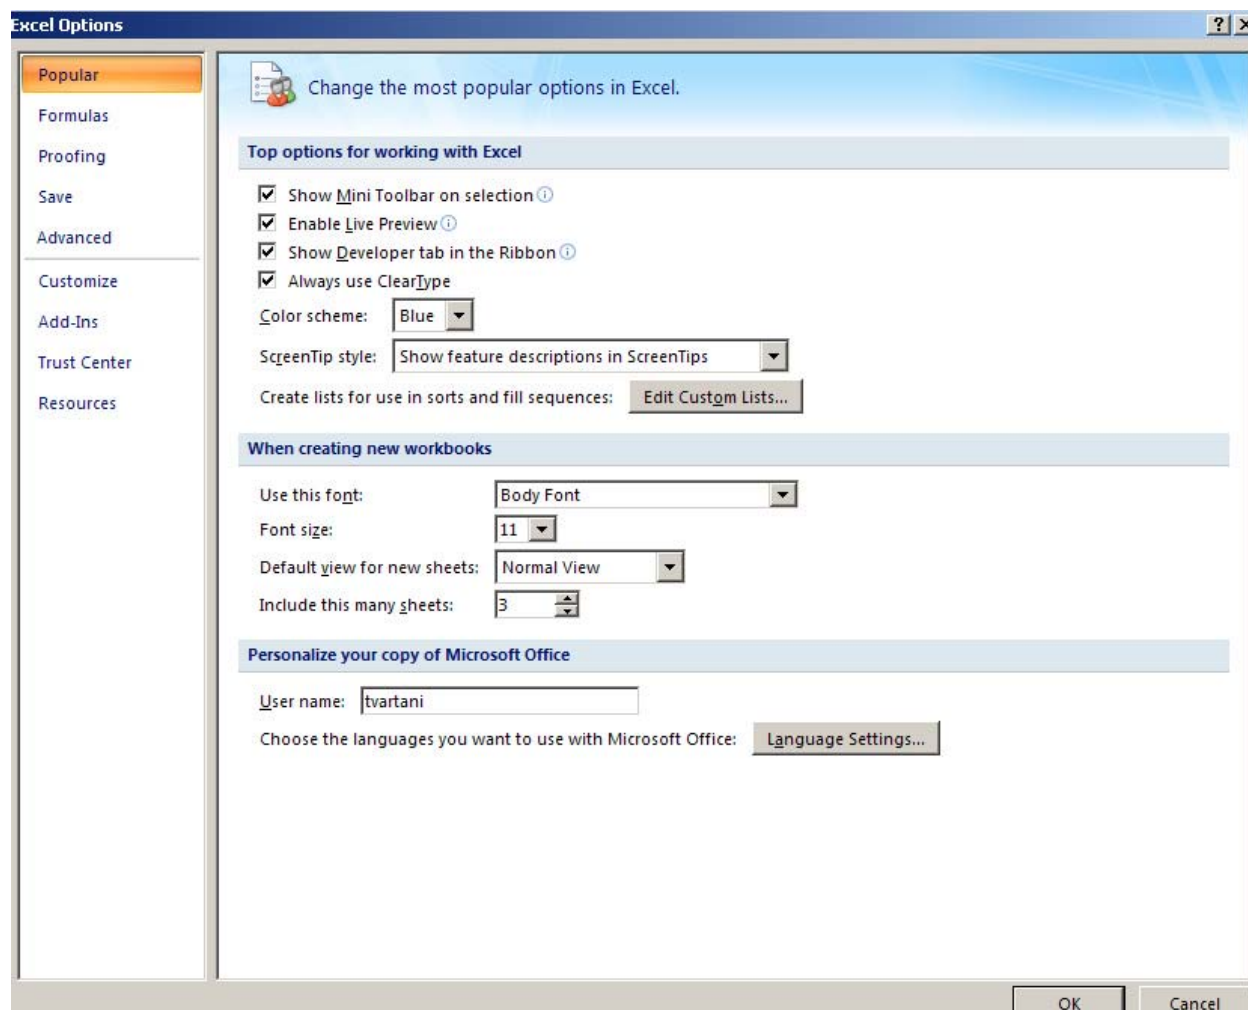 Excel Options
?
Popular
Formulas
Proofing
Save
Advanced
Customize
Add-Ins
Trust Center
Resources
Change the most popular options in Excel.
Top options for working with Excel
Show Mini Toolbar on selection
Enable Live Preview
Show Developer tab in the Ribbon
Always use ClearType
Color scheme: Blue
ScreenTip style: Show feature descriptions in ScreenTips
Create lists for use in sorts and fill sequences: Edit Custom Lists...
When creating new workbooks
Use this font: Body Font
Font size: 11
Default view for new sheets: Normal View
Include this many sheets: 3
Personalize your copy of Microsoft Office
User name: tvartani
Choose the languages you want to use with Microsoft Office: Language Settings...
OK Cancel